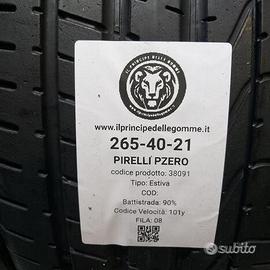 IL PRINCIPE DELLE GOMME
www.ilprincipedellegomme.it
265-40-21
PIRELLI PZERO
codice prodotto: 38091
Tipo: Estiva
COD:
Battistrada: 90%
Codice Velocità: 101y
FILA: 08
subito